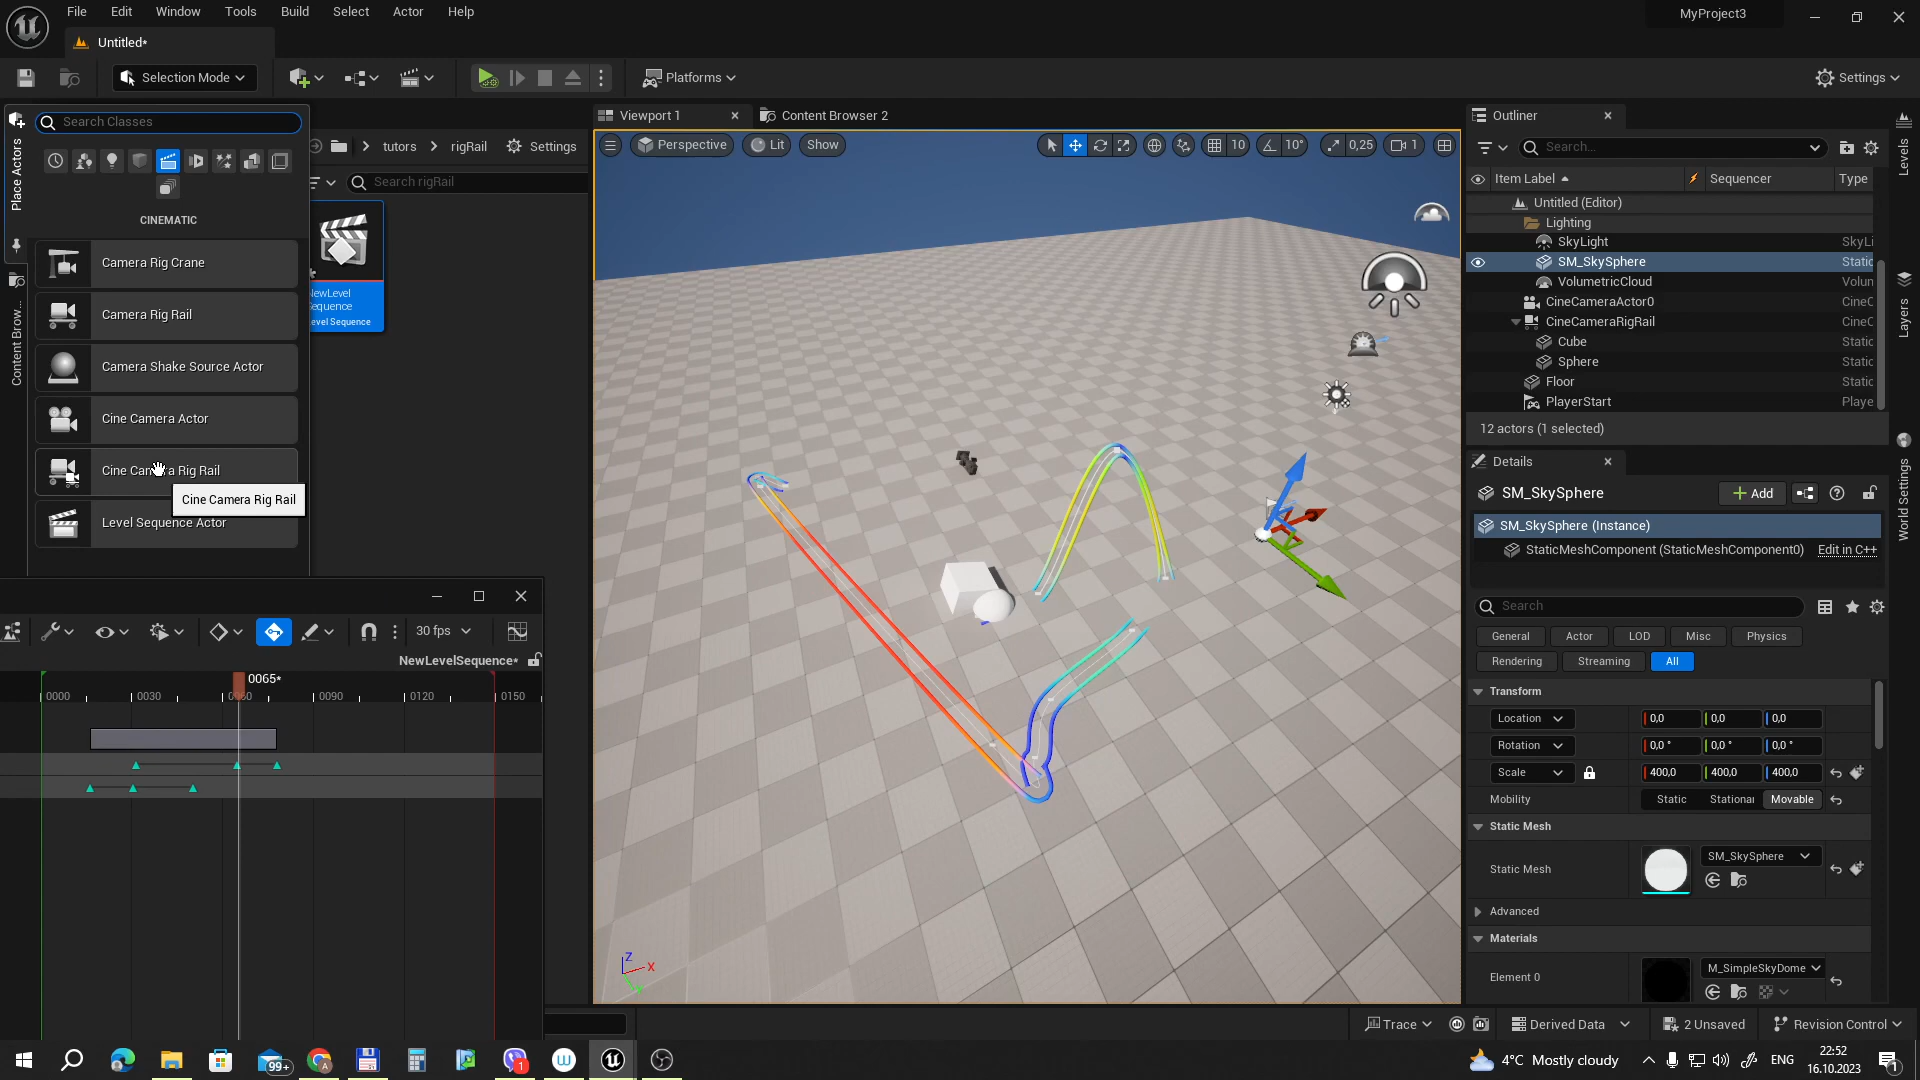 File Edit Window Tools Build Select Actor Help
MyProject3
Untitled*
Selection Mode
Platforms
Settings
Search Classes
Place Actors
CINEMATIC
Camera Rig Crane
Camera Rig Rail
Camera Shake Source Actor
Cine Camera Actor
Cine Camera Rig Rail
Cine Camera Rig Rail
Level Sequence Actor
Content Brow...
tutors rigRail Settings
Search rigRail
NewLevel
Sequence
Level Sequence
30 fps
NewLevelSequence*
0065*
0000 0030 0060 0090 0120 0150
Viewport 1
Content Browser 2
Perspective Lit Show
10 10° 0,25 1
Z
X
Outliner
Search...
Item Label Sequencer Type
Untitled (Editor)
Lighting
SkyLight SkyLi
SM_SkySphere Static
VolumetricCloud Volun
CineCameraActor0 CineC
CineCameraRigRail CineC
Cube Static
Sphere Static
Floor Static
PlayerStart Playe
12 actors (1 selected)
Levels
Layers
World Settings
Details
SM_SkySphere Add
SM_SkySphere (Instance)
StaticMeshComponent (StaticMeshComponent0) Edit in C++
Search
General Actor LOD Misc Physics
Rendering Streaming All
Transform
Location 0,0 0,0 0,0
Rotation 0,0 ° 0,0 ° 0,0 °
Scale 400,0 400,0 400,0
Mobility Static Stationar Movable
Static Mesh
Static Mesh SM_SkySphere
Advanced
Materials
Element 0 M_SimpleSkyDome
Trace Derived Data 2 Unsaved Revision Control
99+
1
4°C Mostly cloudy
ENG
22:52
16.10.2023
1